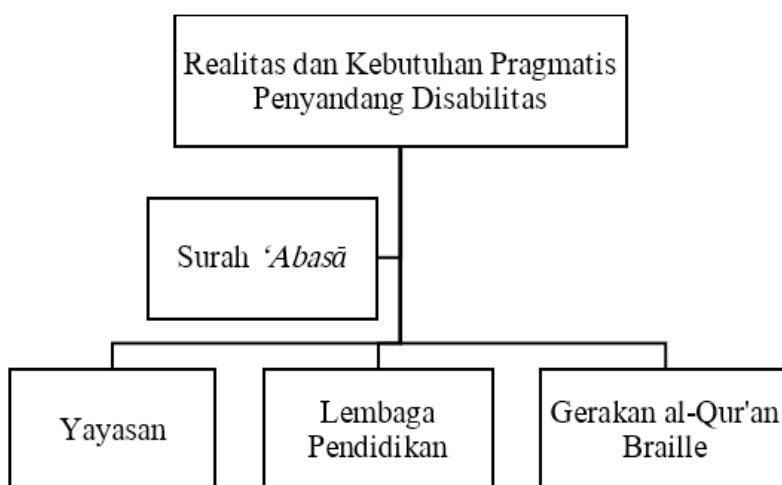 Realitas dan Kebutuhan Pragmatis
Penyandang Disabilitas
Surah ‘Abasā
Yayasan
Lembaga
Pendidikan
Gerakan al-Qur'an
Braille